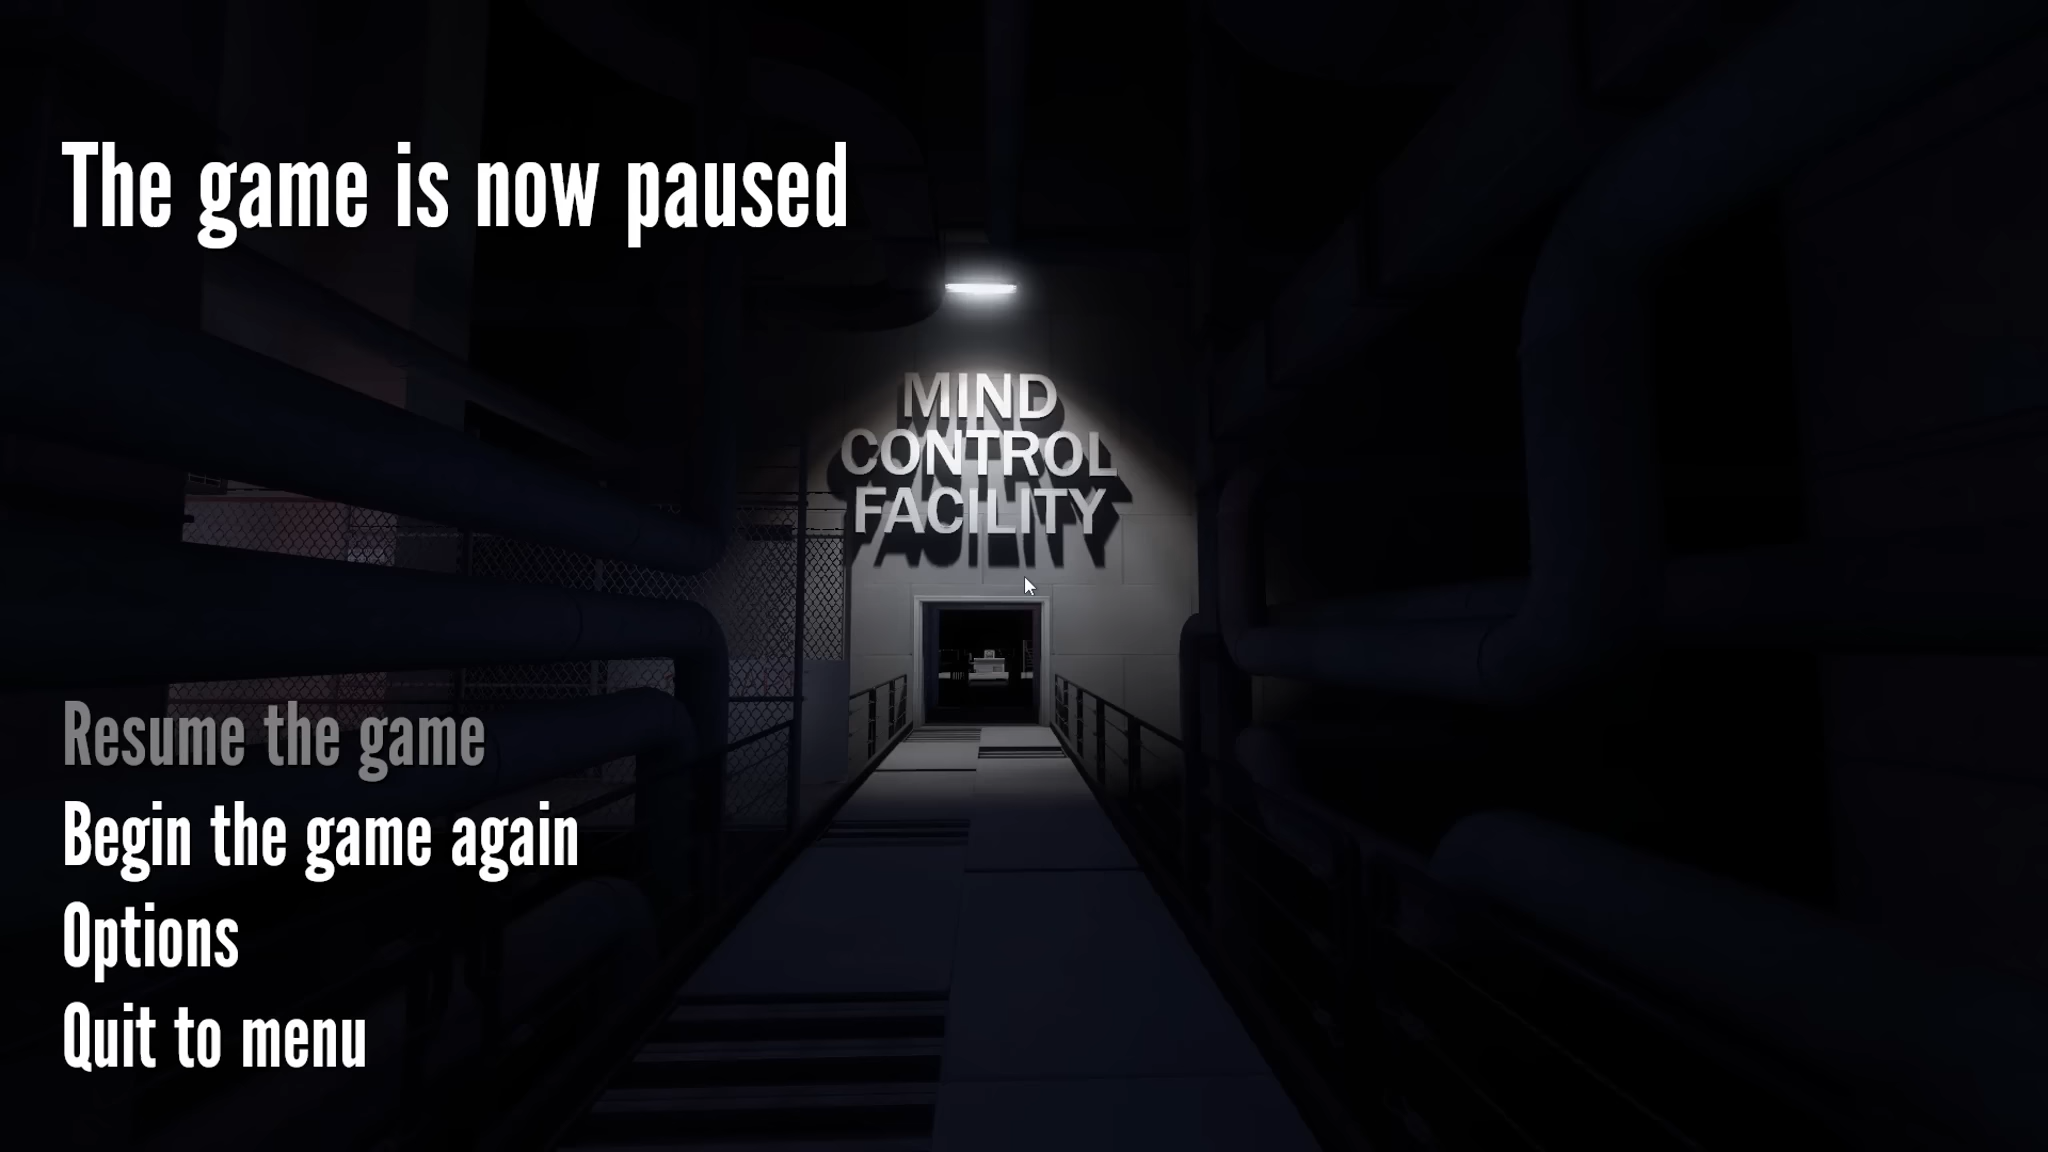 The game is now paused
MIND
CONTROL
FACILITY
Resume the game
Begin the game again
Options
Quit to menu